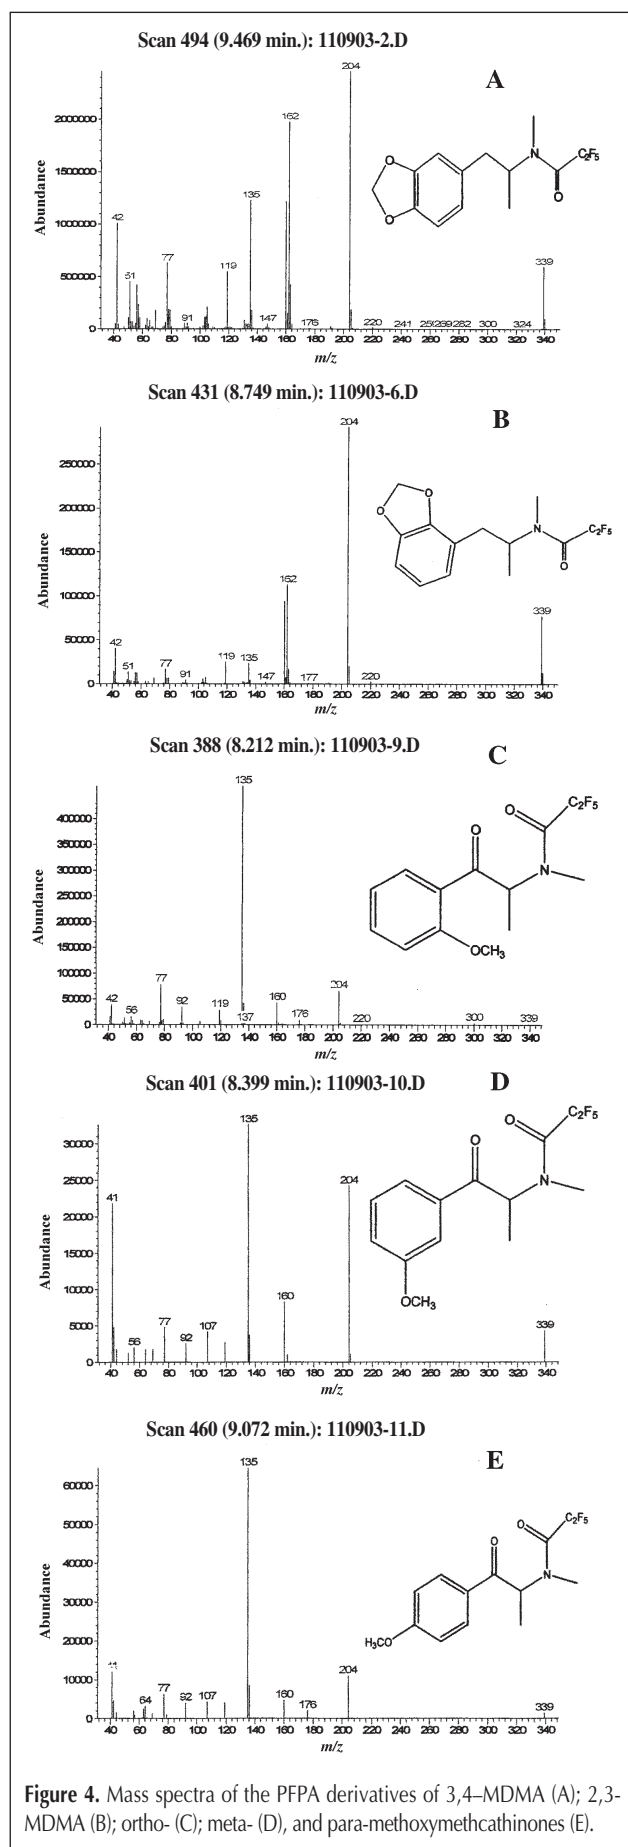 Scan 494 (9.469 min.): 110903-2.D
A
Abundance
2000000
1500000
1000000
500000
0
42
51
77
91
119
135
147
162
176
204
220
241
259
269
282
300
324
339
40 60 80 100 120 140 160 180 200 220 240 260 280 300 320 340
m/z
O
O
N
C2F5
O
Scan 431 (8.749 min.): 110903-6.D
B
Abundance
250000
200000
150000
100000
50000
0
42
51
77
91
119
135
147
162
177
204
220
339
40 60 80 100 120 140 160 180 200 220 240 260 280 300 320 340
m/z
O
O
N
C2F5
O
Scan 388 (8.212 min.): 110903-9.D
C
Abundance
400000
350000
300000
250000
200000
150000
100000
50000
0
42
56
77
92
119
135
137
160
176
204
220
300
339
40 60 80 100 120 140 160 180 200 220 240 260 280 300 320 340
m/z
O
O
C2F5
N
OCH3
Scan 401 (8.399 min.): 110903-10.D
D
Abundance
30000
25000
20000
15000
10000
5000
0
41
56
77
92
107
135
160
204
339
40 60 80 100 120 140 160 180 200 220 240 260 280 300 320 340
m/z
O
O
C2F5
N
OCH3
Scan 460 (9.072 min.): 110903-11.D
E
Abundance
60000
50000
40000
30000
20000
10000
0
64
77
92
107
135
160
176
204
339
40 60 80 100 120 140 160 180 200 220 240 260 280 300 320 340
m/z
O
O
C2F5
N
H3CO
Figure 4. Mass spectra of the PFPA derivatives of 3,4–MDMA (A); 2,3-
MDMA (B); ortho- (C); meta- (D), and para-methoxymethcathinones (E).